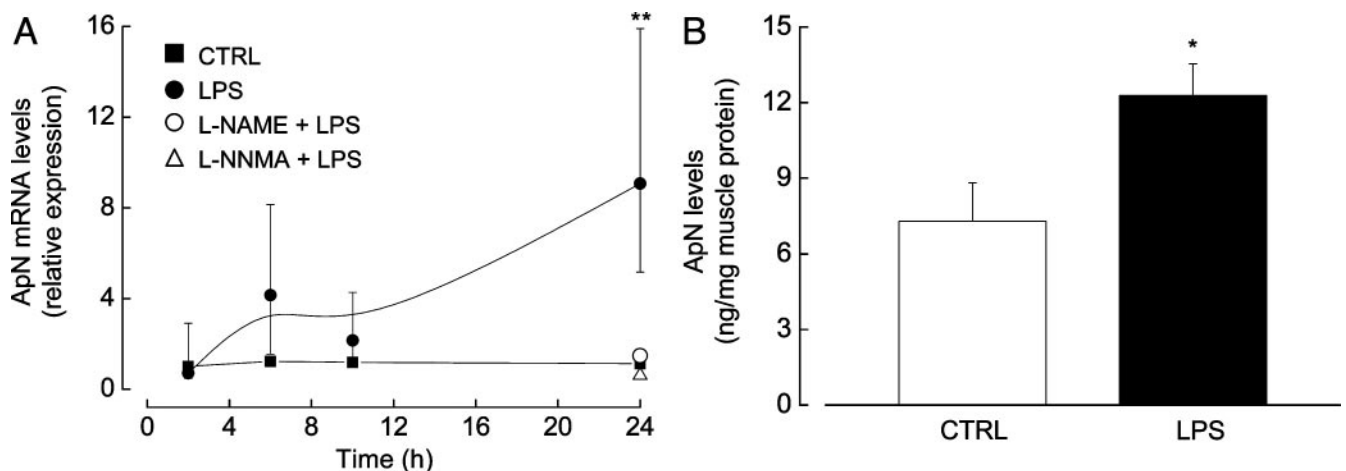 A
ApN mRNA levels
(relative expression)
16
12
8
4
0
CTRL
LPS
L-NAME + LPS
L-NNMA + LPS
**
0 4 8 12 16 20 24
Time (h)
B
ApN levels
(ng/mg muscle protein)
15
12
9
6
3
0
*
CTRL LPS